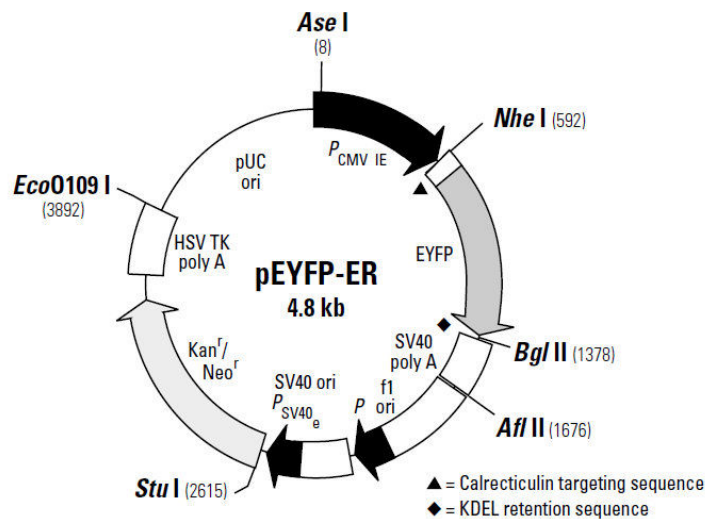 Ase I
(8)
Nhe I (592)
P CMV IE
pUC
ori
EcoO109 I
(3892)
HSV TK
poly A
EYFP
pEYFP-ER
4.8 kb
SV40
poly A
Bgl II (1378)
Kanʳ/
Neoʳ
SV40 ori
P SV40e
P
f1
ori
Afl II (1676)
Stu I (2615)
▲ = Calrecticulin targeting sequence
◆ = KDEL retention sequence